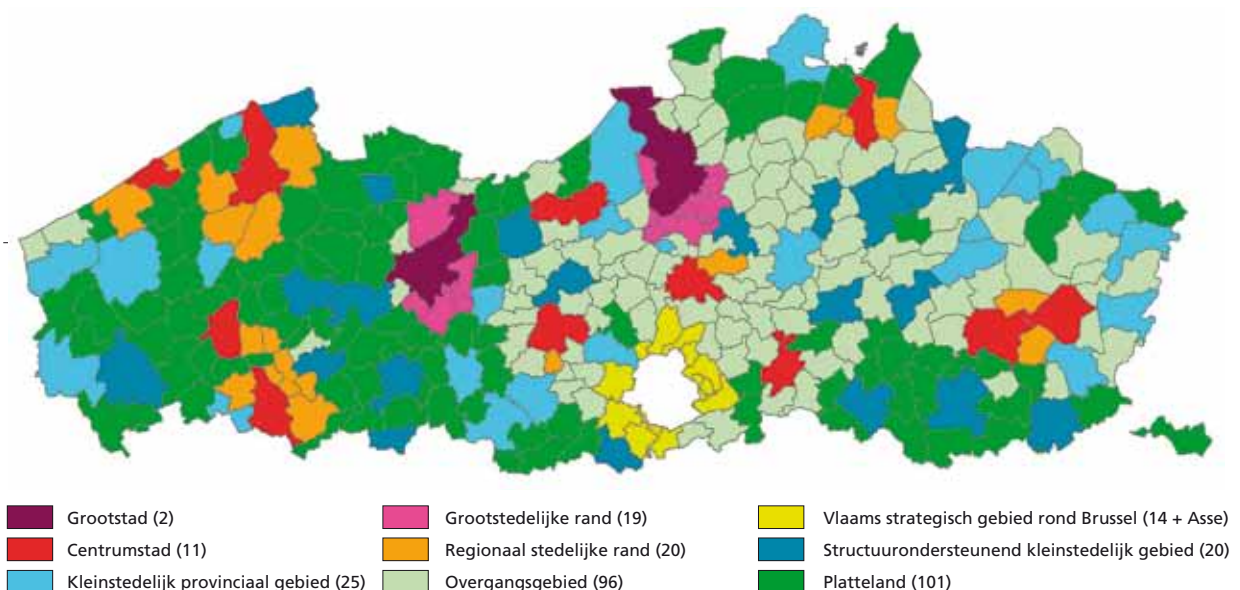 Grootstad (2)
Grootstedelijke rand (19)
Vlaams strategisch gebied rond Brussel (14 + Asse)
Centrumstad (11)
Regionaal stedelijke rand (20)
Structuurondersteunend kleinstedelijk gebied (20)
Kleinstedelijk provinciaal gebied (25)
Overgangsgebied (96)
Platteland (101)